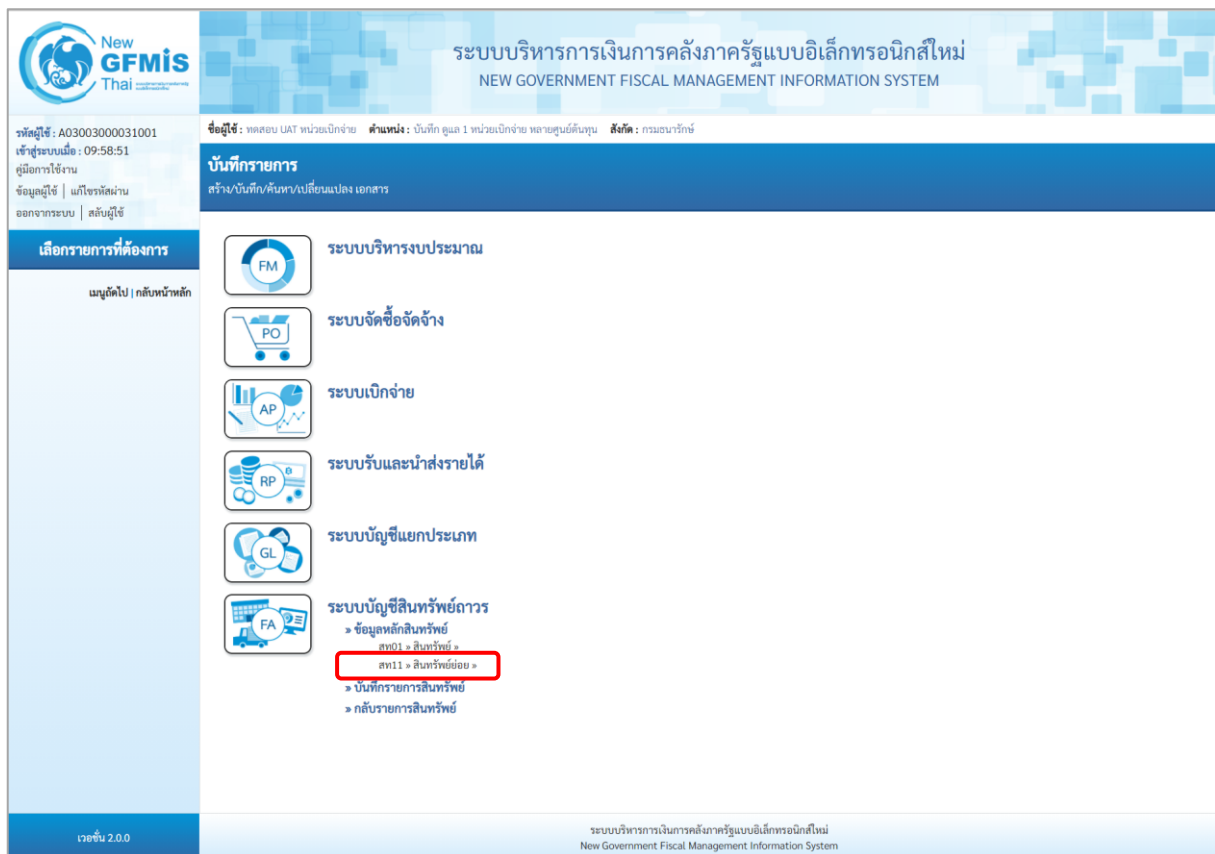 New
GFMiS
Thai
ระบบบริหารการเงินการคลังภาครัฐแบบอิเล็กทรอนิกส์ใหม่
NEW GOVERNMENT FISCAL MANAGEMENT INFORMATION SYSTEM
รหัสผู้ใช้ : A03003000031001
เข้าสู่ระบบเมื่อ : 09:58:51
คู่มือการใช้งาน
ข้อมูลผู้ใช้ | แก้ไขรหัสผ่าน
ออกจากระบบ | สลับผู้ใช้
ชื่อผู้ใช้ : ทดสอบ UAT หน่วยเบิกจ่าย ตำแหน่ง : บันทึก ดูแล 1 หน่วยเบิกจ่าย หลายศูนย์ต้นทุน สังกัด : กรมธนารักษ์
บันทึกรายการ
สร้าง/บันทึก/ค้นหา/เปลี่ยนแปลง เอกสาร
เลือกรายการที่ต้องการ
เมนูถัดไป | กลับหน้าหลัก
FM
ระบบบริหารงบประมาณ
PO
ระบบจัดซื้อจัดจ้าง
AP
ระบบเบิกจ่าย
RP
ระบบรับและนำส่งรายได้
GL
ระบบบัญชีแยกประเภท
FA
ระบบบัญชีสินทรัพย์ถาวร
» ข้อมูลหลักสินทรัพย์
สท01 » สินทรัพย์ »
สท11 » สินทรัพย์ย่อย »
» บันทึกรายการสินทรัพย์
» กลับรายการสินทรัพย์
เวอชั่น 2.0.0
ระบบบริหารการเงินการคลังภาครัฐแบบอิเล็กทรอนิกส์ใหม่
New Government Fiscal Management Information System